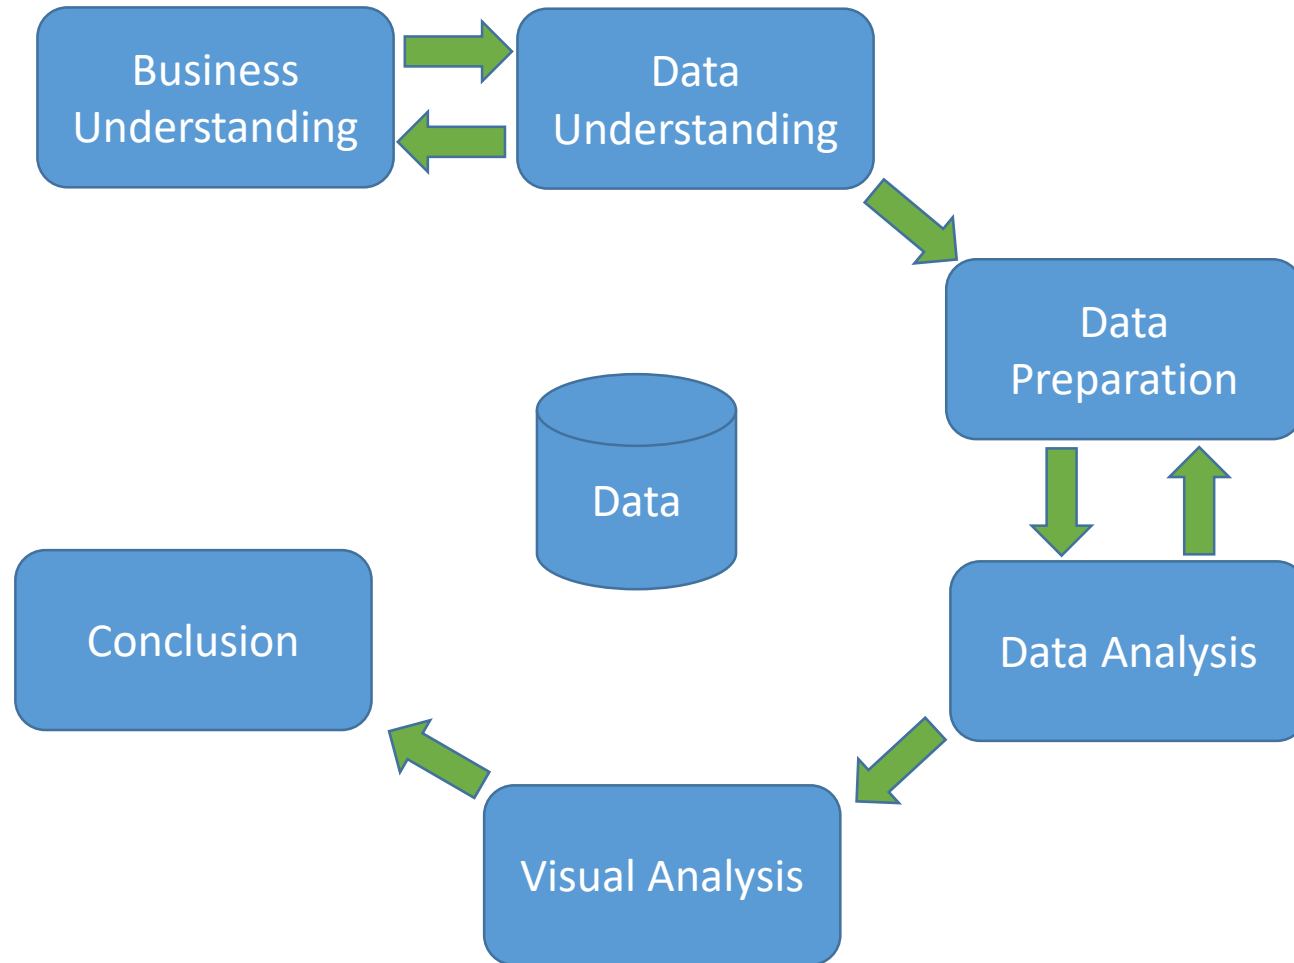 Business
Understanding
Data
Understanding
Data
Preparation
Data
Conclusion
Data Analysis
Visual Analysis